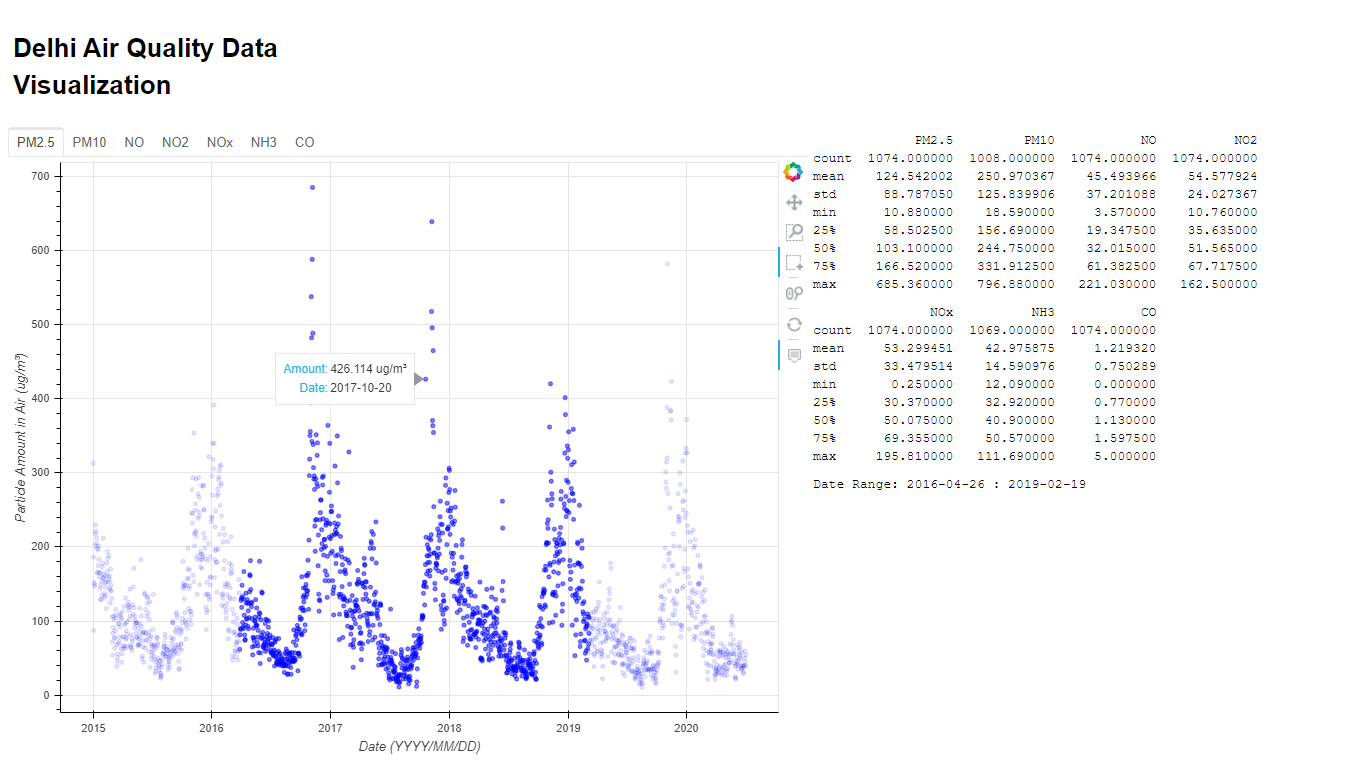 Delhi Air Quality Data
Visualization
PM2.5 PM10 NO NO2 NOx NH3 CO
700
600
500
400
300
200
100
0
Particle Amount in Air (ug/m³)
Amount: 426.114 ug/m³
Date: 2017-10-20
2015 2016 2017 2018 2019 2020
Date (YYYY/MM/DD)
PM2.5 PM10 NO NO2
count 1074.000000 1008.000000 1074.000000 1074.000000
mean 124.542002 250.970367 45.493966 54.577924
std 88.787050 125.839906 37.201088 24.027367
min 10.880000 18.590000 3.570000 10.760000
25% 58.502500 156.690000 19.347500 35.635000
50% 103.100000 244.750000 32.015000 51.565000
75% 166.520000 331.912500 61.382500 67.717500
max 685.360000 796.880000 221.030000 162.500000
NOx NH3 CO
count 1074.000000 1069.000000 1074.000000
mean 53.299451 42.975875 1.219320
std 33.479514 14.590976 0.750289
min 0.250000 12.090000 0.000000
25% 30.370000 32.920000 0.770000
50% 50.075000 40.900000 1.130000
75% 69.355000 50.570000 1.597500
max 195.810000 111.690000 5.000000
Date Range: 2016-04-26 : 2019-02-19